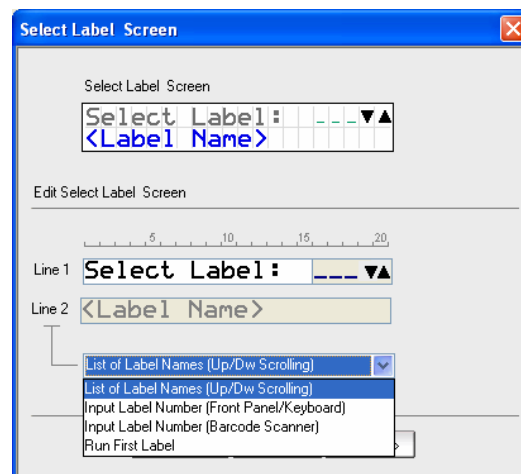 Select Label Screen
Select Label Screen
Select Label: _ _ _ ▼▲
<Label Name>
Edit Select Label Screen
5 10 15 20
Line 1 Select Label: _ _ _ ▼▲
Line 2 <Label Name>
List of Label Names (Up/Dw Scrolling)
List of Label Names (Up/Dw Scrolling)
Input Label Number (Front Panel/Keyboard)
Input Label Number (Barcode Scanner)
Run First Label
>